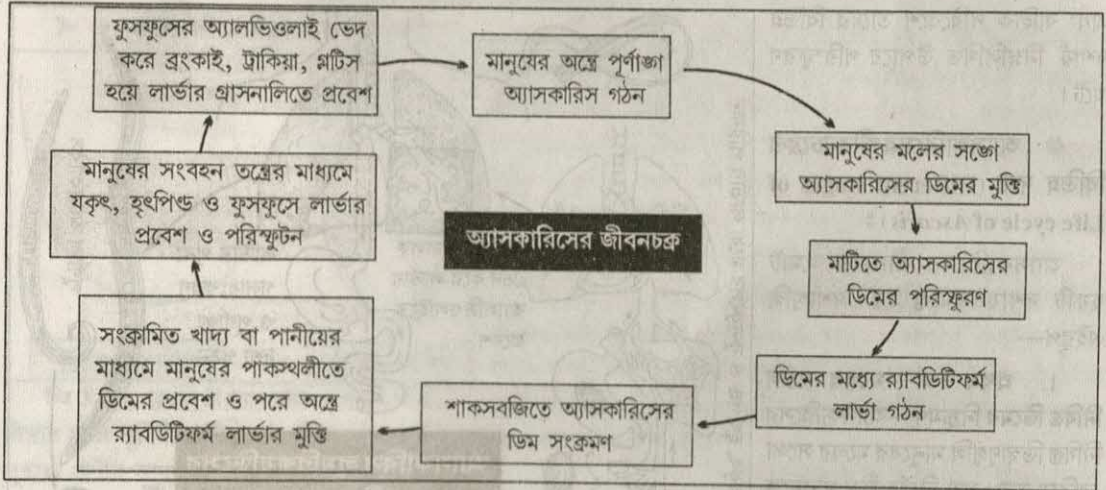 ফুসফুসের অ্যালভিওলাই ভেদ
করে ব্রংকাই, ট্রাকিয়া, গ্লটিস
হয়ে লার্ভার গ্রাসনালিতে প্রবেশ
মানুষের অন্ত্রে পূর্ণাঙ্গ
অ্যাসকারিস গঠন
মানুষের মলের সঙ্গে
অ্যাসকারিসের ডিমের মুক্তি
মাটিতে অ্যাসকারিসের
ডিমের পরিস্ফুরণ
ডিমের মধ্যে র‍্যাবডিটিফর্ম
লার্ভা গঠন
শাকসবজিতে অ্যাসকারিসের
ডিম সংক্রমণ
সংক্রামিত খাদ্য বা পানীয়ের
মাধ্যমে মানুষের পাকস্থলীতে
ডিমের প্রবেশ ও পরে অন্ত্রে
র‍্যাবডিটিফর্ম লার্ভার মুক্তি
মানুষের সংবহন তন্ত্রের মাধ্যমে
যকৃৎ, হৃৎপিণ্ড ও ফুসফুসে লার্ভার
প্রবেশ ও পরিস্ফুটন
অ্যাসকারিসের জীবনচক্র